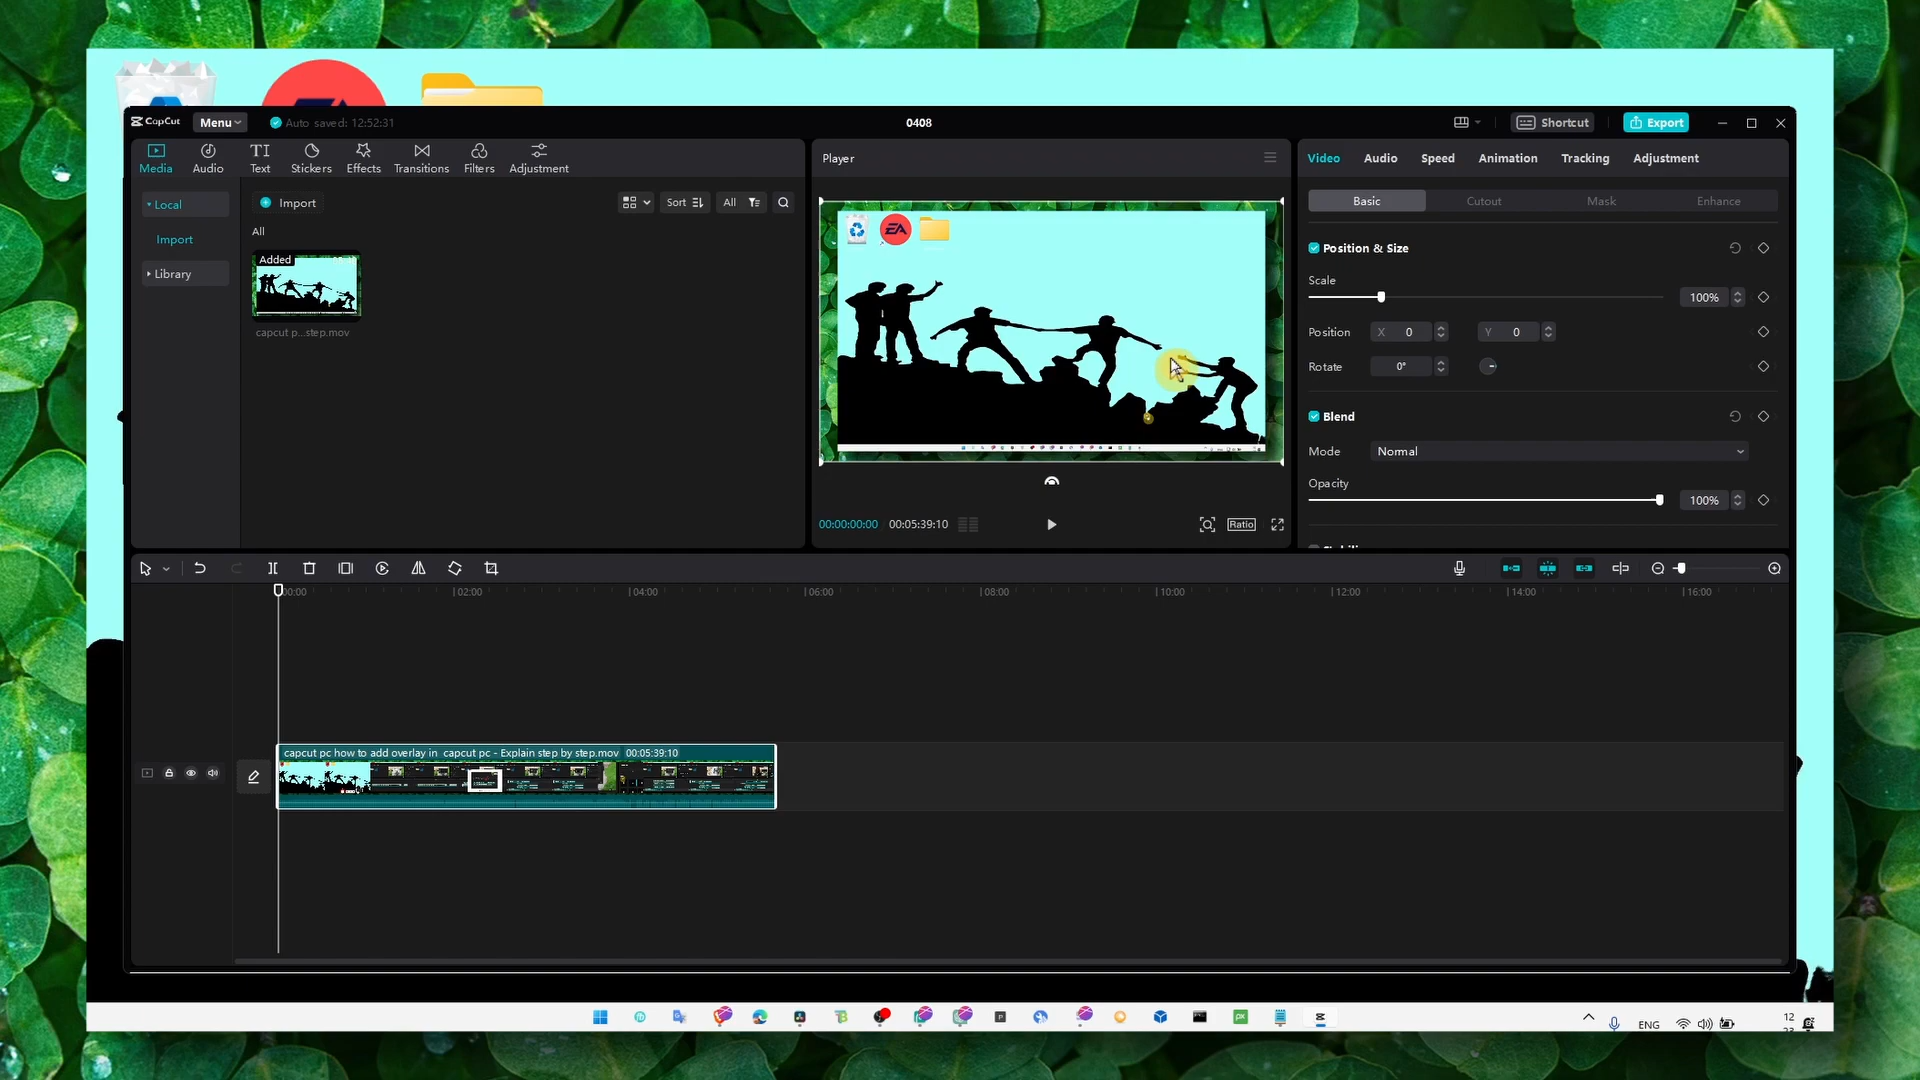 CapCut Menu Auto saved: 12:52:31 0408 Shortcut Export
Media Audio Text Stickers Effects Transitions Filters Adjustment
Local
Import
Library
Import
Sort All
All
Added
capcut p...step.mov
Player
EA
00:00:00:00 00:05:39:10 Ratio
Video Audio Speed Animation Tracking Adjustment
Basic Cutout Mask Enhance
Position & Size
Scale
100%
Position X 0 Y 0
Rotate 0°
Blend
Mode Normal
Opacity
100%
00:00 02:00 04:00 06:00 08:00 10:00 12:00 14:00 16:00
capcut pc how to add overlay in capcut pc - Explain step by step.mov 00:05:39:10
ENG 12